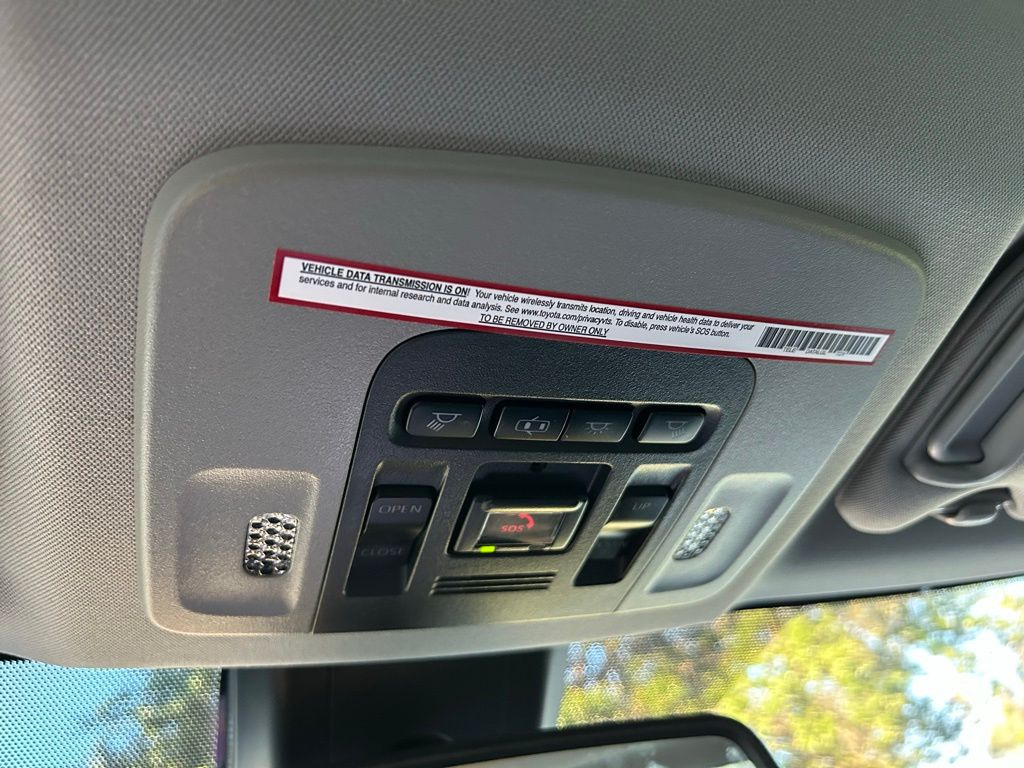 VEHICLE DATA TRANSMISSION IS ON! Your vehicle wirelessly transmits location, driving and vehicle health data to deliver your
services and for internal research and data analysis. See www.toyota.com/privacyvts. To disable, press vehicle's SOS button.
TO BE REMOVED BY OWNER ONLY
OPEN
CLOSE
SOS
UP